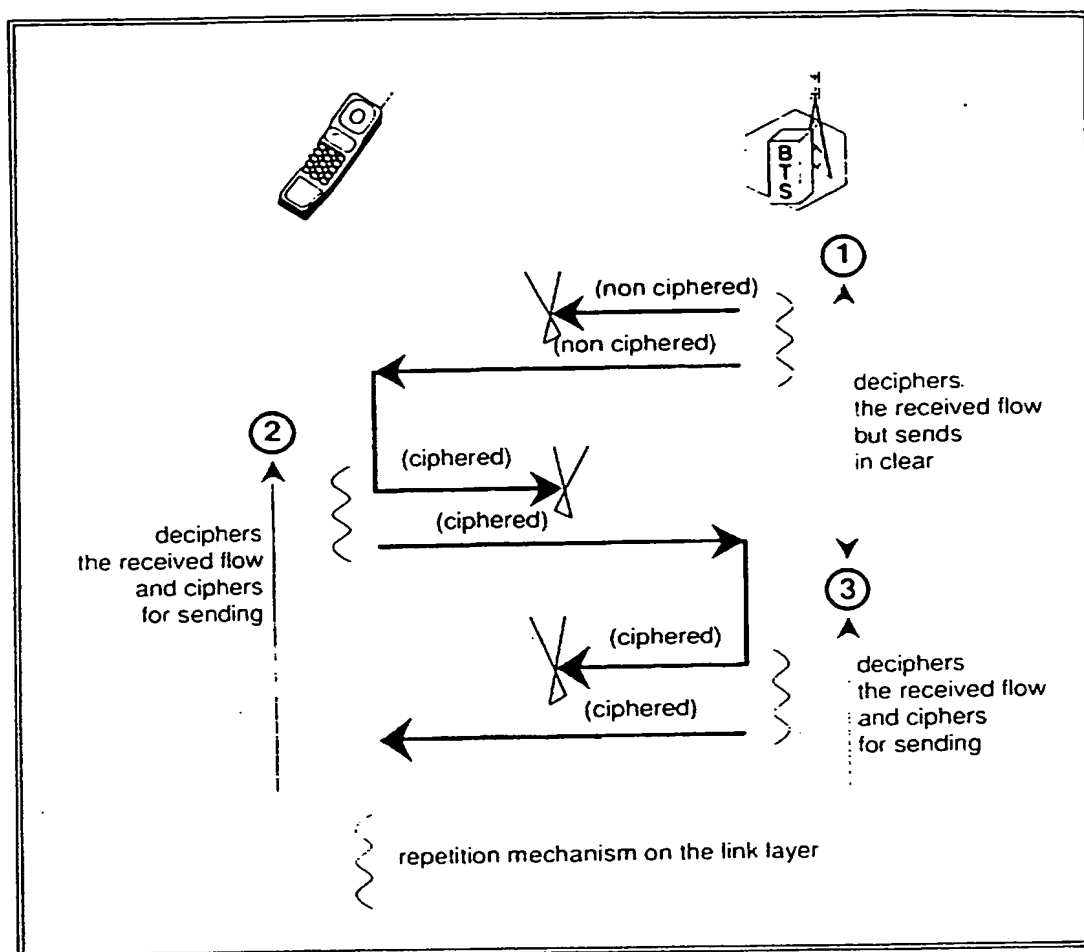 B
T
S
1
(non ciphered)
(non ciphered)
deciphers.
the received flow
but sends
in clear
2
(ciphered)
(ciphered)
deciphers
the received flow
and ciphers
for sending
3
(ciphered)
(ciphered)
deciphers
the received flow
and ciphers
for sending
repetition mechanism on the link layer